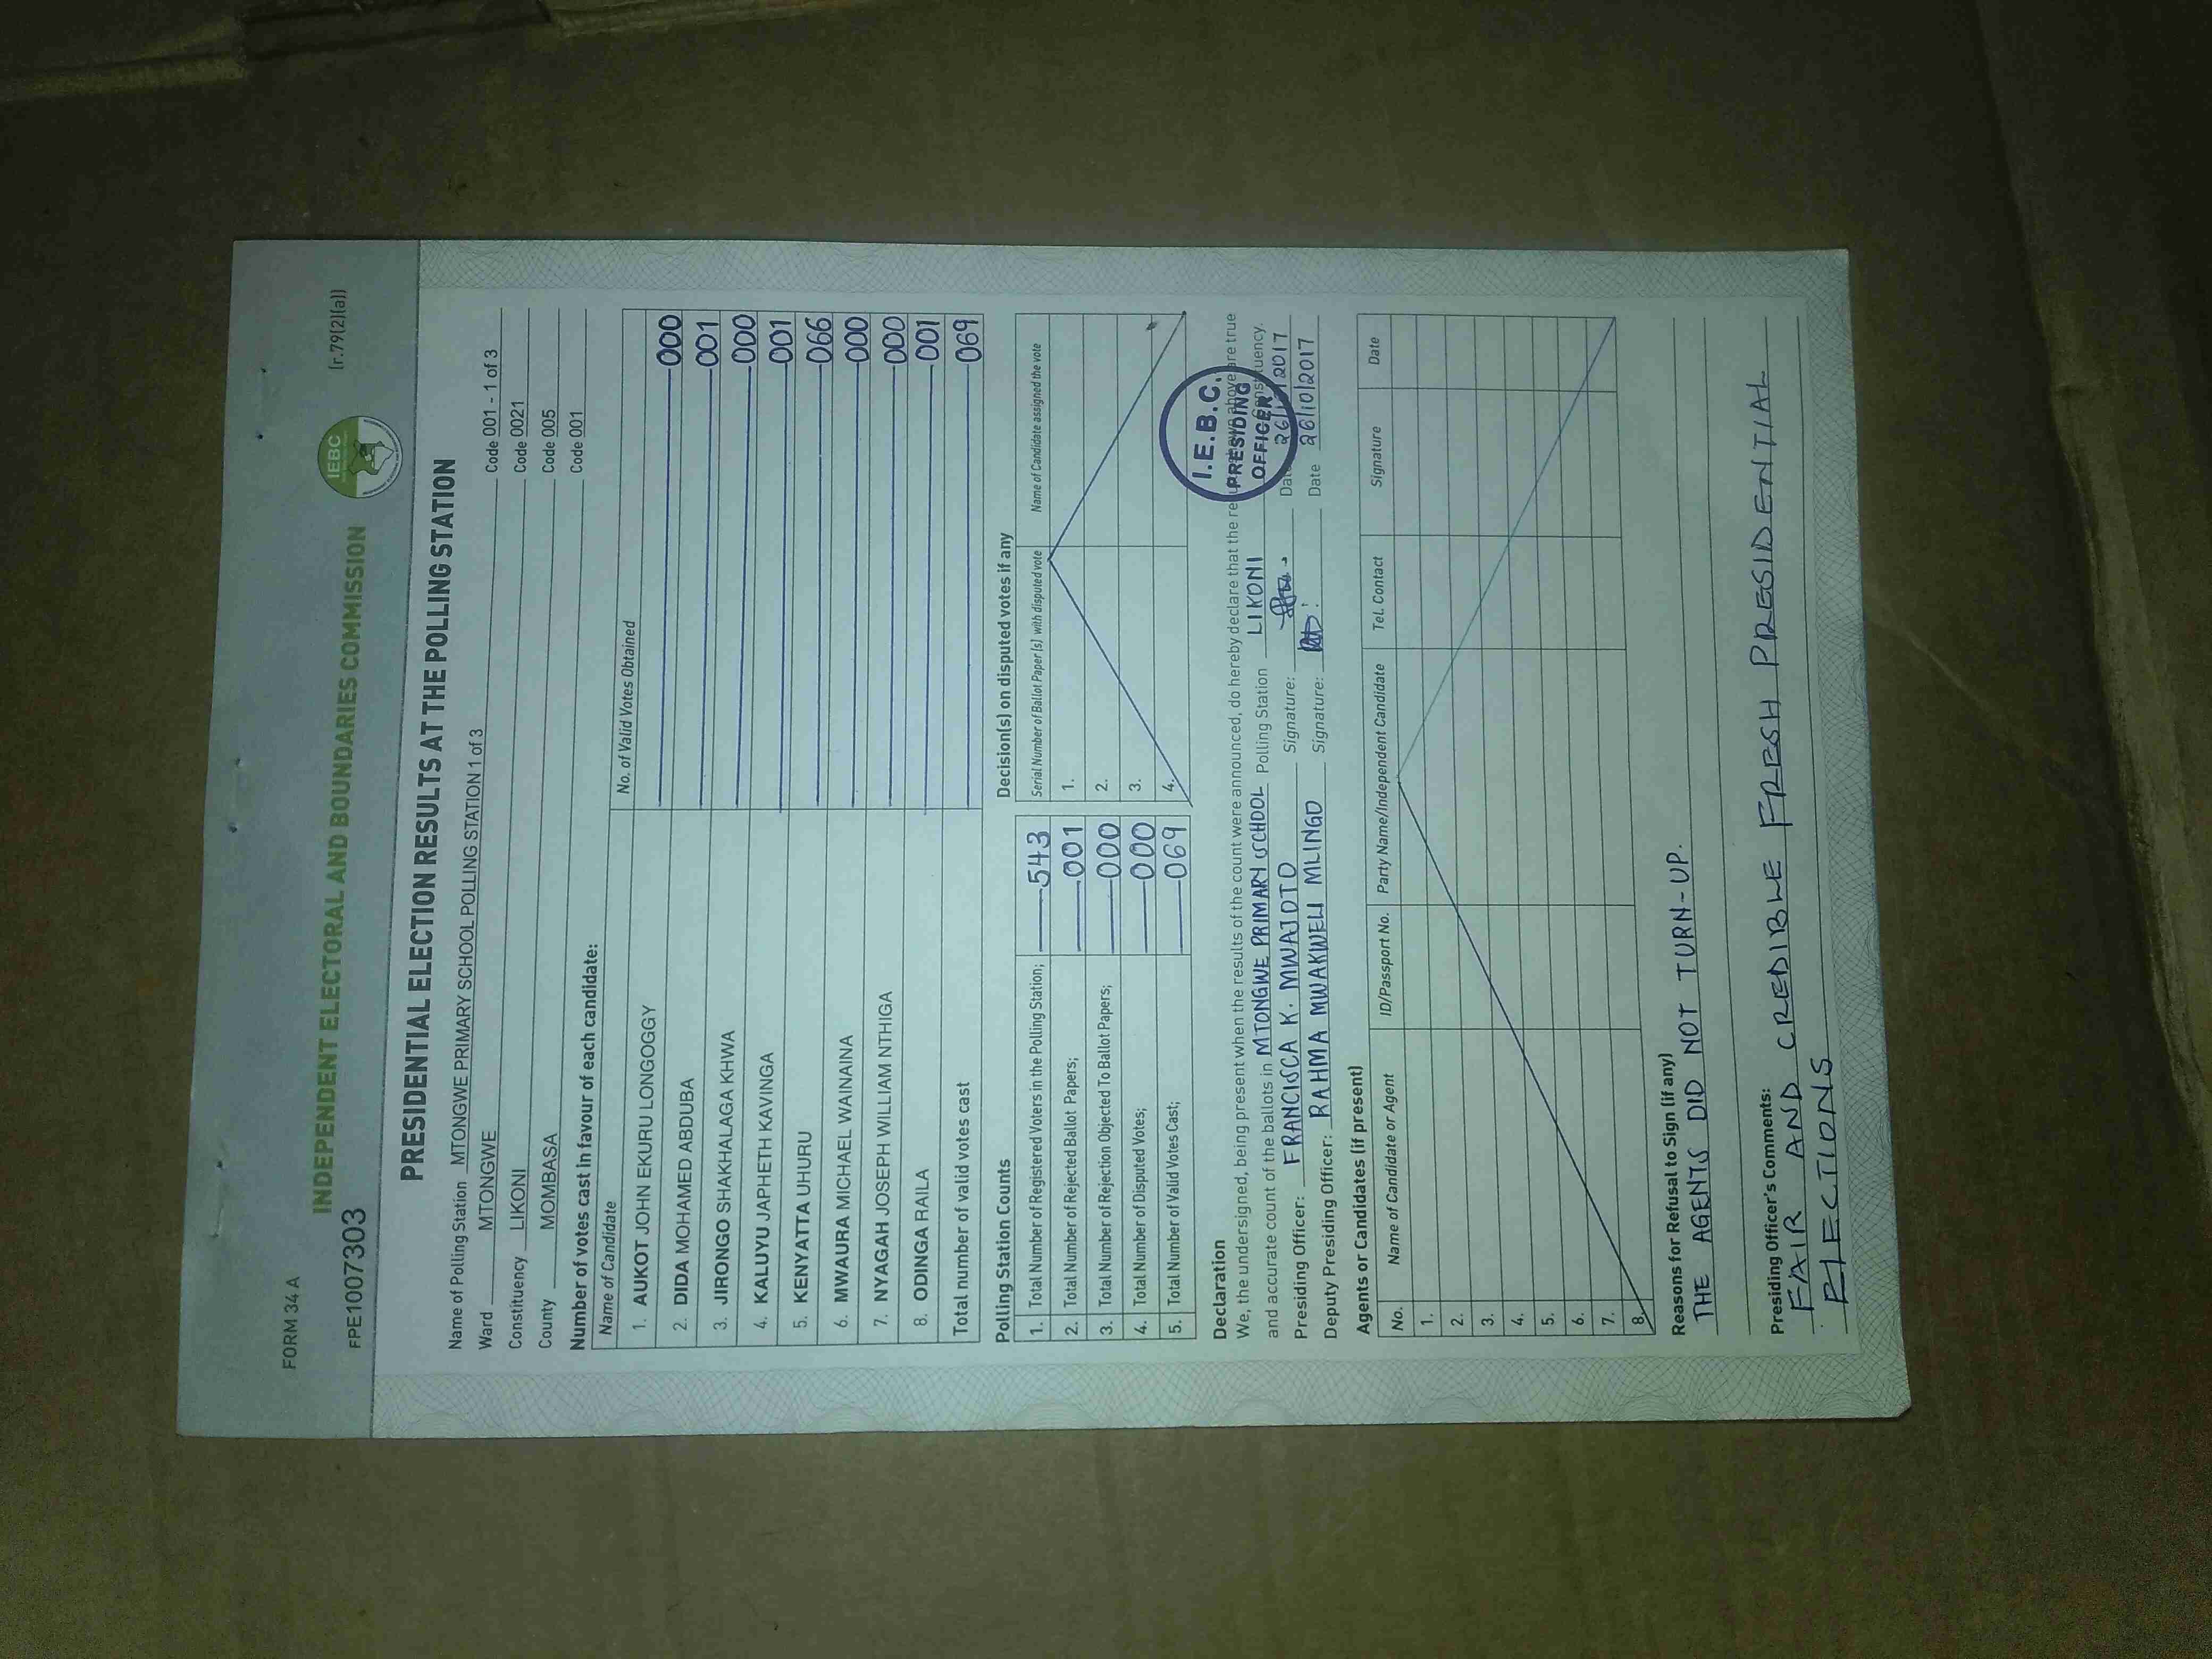 FORM 34 A
FPE1007303
INDEPENDENT ELECTORAL AND BOUNDARIES COMMISSION
IEBC
[r.79(2)(a)]
PRESIDENTIAL ELECTION RESULTS AT THE POLLING STATION
Name of Polling Station MTONGWE PRIMARY SCHOOL POLLING STATION 1 of 3
Ward MTONGWE Code 001 - 1 of 3
Constituency LIKONI Code 0021
County MOMBASA Code 005
Code 001
Number of votes cast in favour of each candidate:
Name of Candidate No. of Valid Votes Obtained
1. AUKOT JOHN EKURU LONGOGGY 000
2. DIDA MOHAMED ABDUBA 001
3. JIRONGO SHAKHALAGA KHWA 000
4. KALUYU JAPHETH KAVINGA 001
5. KENYATTA UHURU 066
6. MWAURA MICHAEL WAINAINA 000
7. NYAGAH JOSEPH WILLIAM NTHIGA 000
8. ODINGA RAILA 001
Total number of valid votes cast 069
Polling Station Counts
1. Total Number of Registered Voters in the Polling Station; 543
2. Total Number of Rejected Ballot Papers; 001
3. Total Number of Rejection Objected To Ballot Papers; 000
4. Total Number of Disputed Votes; 000
5. Total Number of Valid Votes Cast; 069
Decision(s) on disputed votes if any
Serial Number of Ballot Paper(s) with disputed vote Name of Candidate assigned the vote
1.
2.
3.
4.
Declaration
We, the undersigned, being present when the results of the count were announced, do hereby declare that the are true
and accurate count of the ballots in MTONGWE PRIMARY SCHOOL Polling Station LIKONI
Presiding Officer: FRANCISCA K. MWAJOTO Signature: Date 2017
Deputy Presiding Officer: RAHMA MWAKWELI MLINGO Signature: Date 26/10/2017
I.E.B.C.
PRESIDING
OFFICER
Agents or Candidates (if present)
No. Name of Candidate or Agent ID/Passport No. Party Name/Independent Candidate Tel. Contact Signature Date
1.
2.
3.
4.
5.
6.
7.
8.
Reasons for Refusal to Sign (if any)
THE AGENTS DID NOT TURN-UP.
Presiding Officer's Comments:
FAIR AND CREDIBLE FRESH PRESIDENTIAL
ELECTIONS